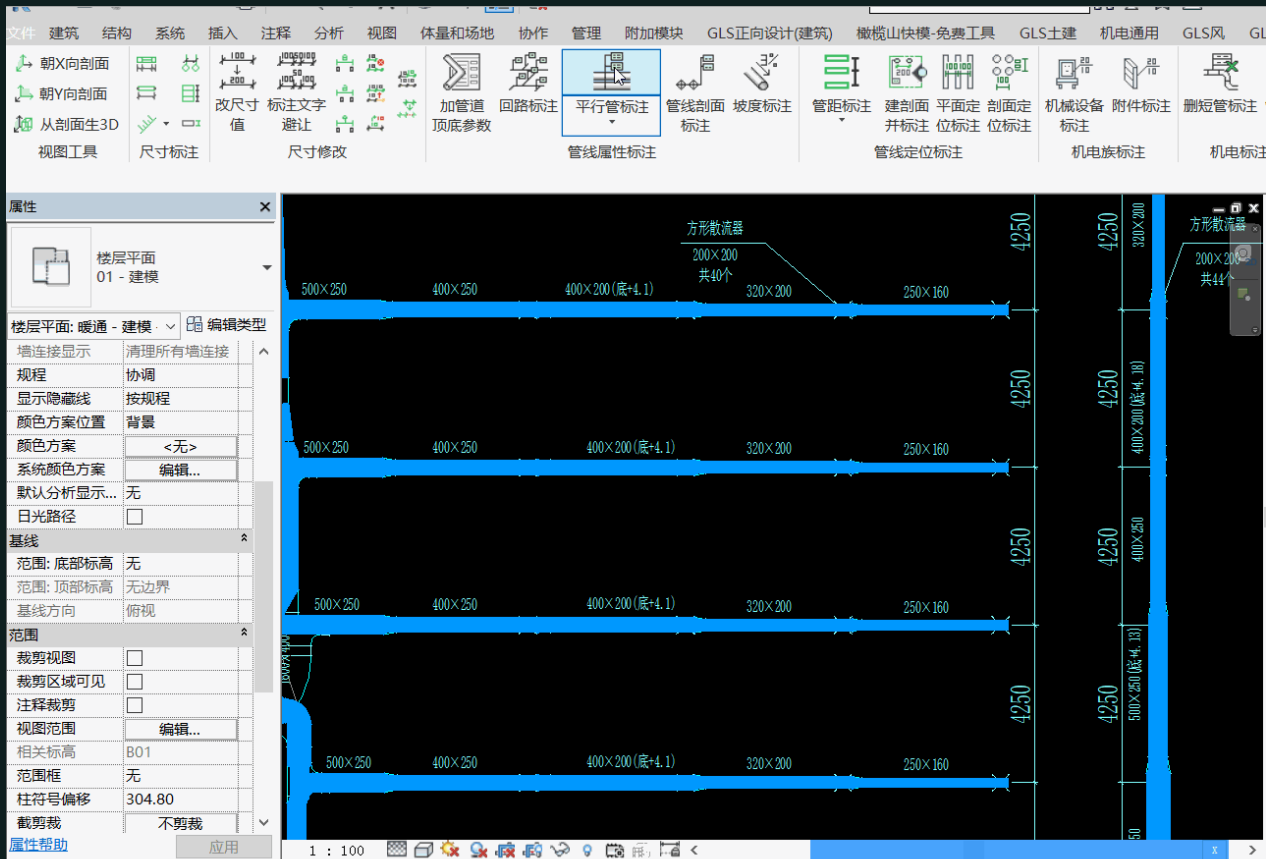 文件 建筑 结构 系统 插入 注释 分析 视图 体量和场地 协作 管理 附加模块 GLS正向设计(建筑) 橄榄山快模-免费工具 GLS土建 机电通用 GLS风
朝X向剖面
朝Y向剖面
从剖面生3D
视图工具
尺寸标注
改尺寸值
标注文字避让
尺寸修改
加管道顶底参数
回路标注
平行管标注
管线剖面标注
坡度标注
管线属性标注
管距标注
建剖面并标注
平面定位标注
剖面定位标注
管线定位标注
机械设备标注
附件标注
机电族标注
删短管标注
机电标注
属性
楼层平面
01 - 建模
楼层平面: 暖通 - 建模
编辑类型
墙连接显示 清理所有墙连接
规程 协调
显示隐藏线 按规程
颜色方案位置 背景
颜色方案 <无>
系统颜色方案 编辑...
默认分析显示... 无
日光路径
基线
范围: 底部标高 无
范围: 顶部标高 无边界
基线方向 俯视
范围
裁剪视图
裁剪区域可见
注释裁剪
视图范围 编辑...
相关标高 B01
范围框 无
柱符号偏移 304.80
截剪裁 不剪裁
属性帮助 应用
方形散流器
200×200
共40个
方形散流器
200×200
共44个
500×250 400×250 400×200(底+4.1) 320×200 250×160
500×250 400×250 400×200(底+4.1) 320×200 250×160
500×250 400×250 400×200(底+4.1) 320×200 250×160
500×250 400×250 400×200(底+4.1) 320×200 250×160
4250 4250 320×200
4250 4250 400×200(底+4.18)
4250 4250 400×250
4250 4250 500×250(底+4.13)
1 : 100